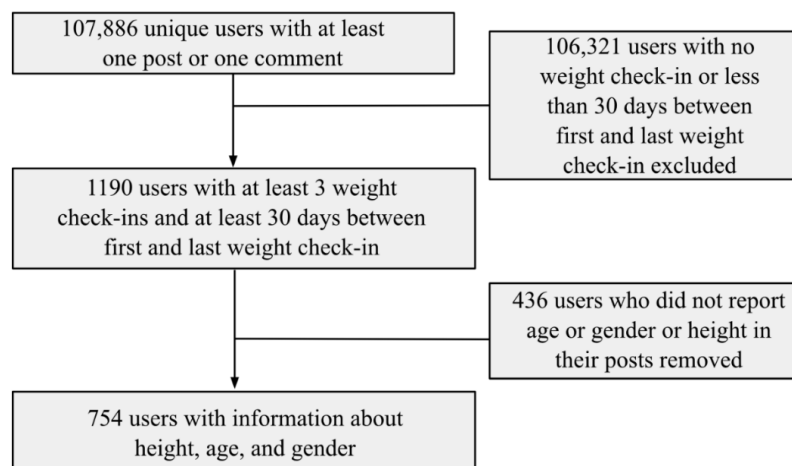 107,886 unique users with at least
one post or one comment
106,321 users with no
weight check-in or less
than 30 days between
first and last weight
check-in excluded
1190 users with at least 3 weight
check-ins and at least 30 days between
first and last weight check-in
436 users who did not report
age or gender or height in
their posts removed
754 users with information about
height, age, and gender